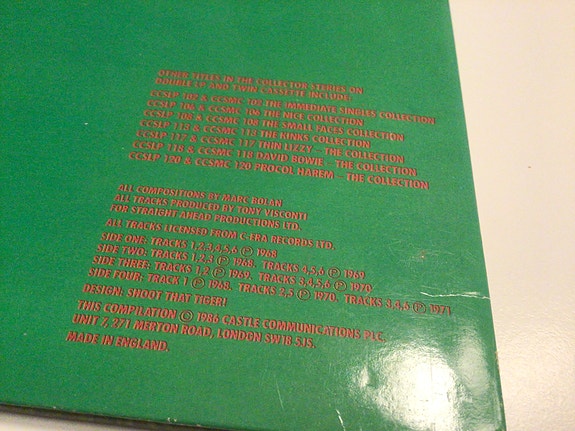 OTHER TITLES IN THE COLLECTOR STERIES ON
DOUBLE LP AND TWIN CASSETTE INCLUDE:
CCSLP 102 & CCSMC 102 THE IMMEDIATE SINGLES COLLECTION
CCSLP 106 & CCSMC 106 THE NICE COLLECTION
CCSLP 108 & CCSMC 108 THE SMALL FACES COLLECTION
CCSLP 113 & CCSMC 113 THE KINKS COLLECTION
CCSLP 117 & CCSMC 117 THIN LIZZY—THE COLLECTION
CCSLP 118 & CCSMC 118 DAVID BOWIE—THE COLLECTION
CCSLP 120 & CCSMC 120 PROCOL HAREM—THE COLLECTION
ALL COMPOSITIONS BY MARC BOLAN
ALL TRACKS PRODUCED BY TONY VISCONTI
FOR STRAIGHT AHEAD PRODUCTIONS LTD.
ALL TRACKS LICENSED FROM C-ERA RECORDS LTD.
SIDE ONE: TRACKS 1,2,3,4,5,6 ℗ 1968
SIDE TWO: TRACKS 1,2,3 ℗ 1968. TRACKS 4,5,6 ℗ 1969
SIDE THREE: TRACKS 1,2 ℗ 1969. TRACKS 3,4,5,6 ℗ 1970
SIDE FOUR: TRACK 1 ℗ 1968. TRACKS 2,5 ℗ 1970, TRACKS 3,4,6 ℗ 1971
DESIGN: SHOOT THAT TIGER!
THIS COMPILATION © 1986 CASTLE COMMUNICATIONS PLC.
UNIT 7, 271 MERTON ROAD, LONDON SW18 5JS.
MADE IN ENGLAND.